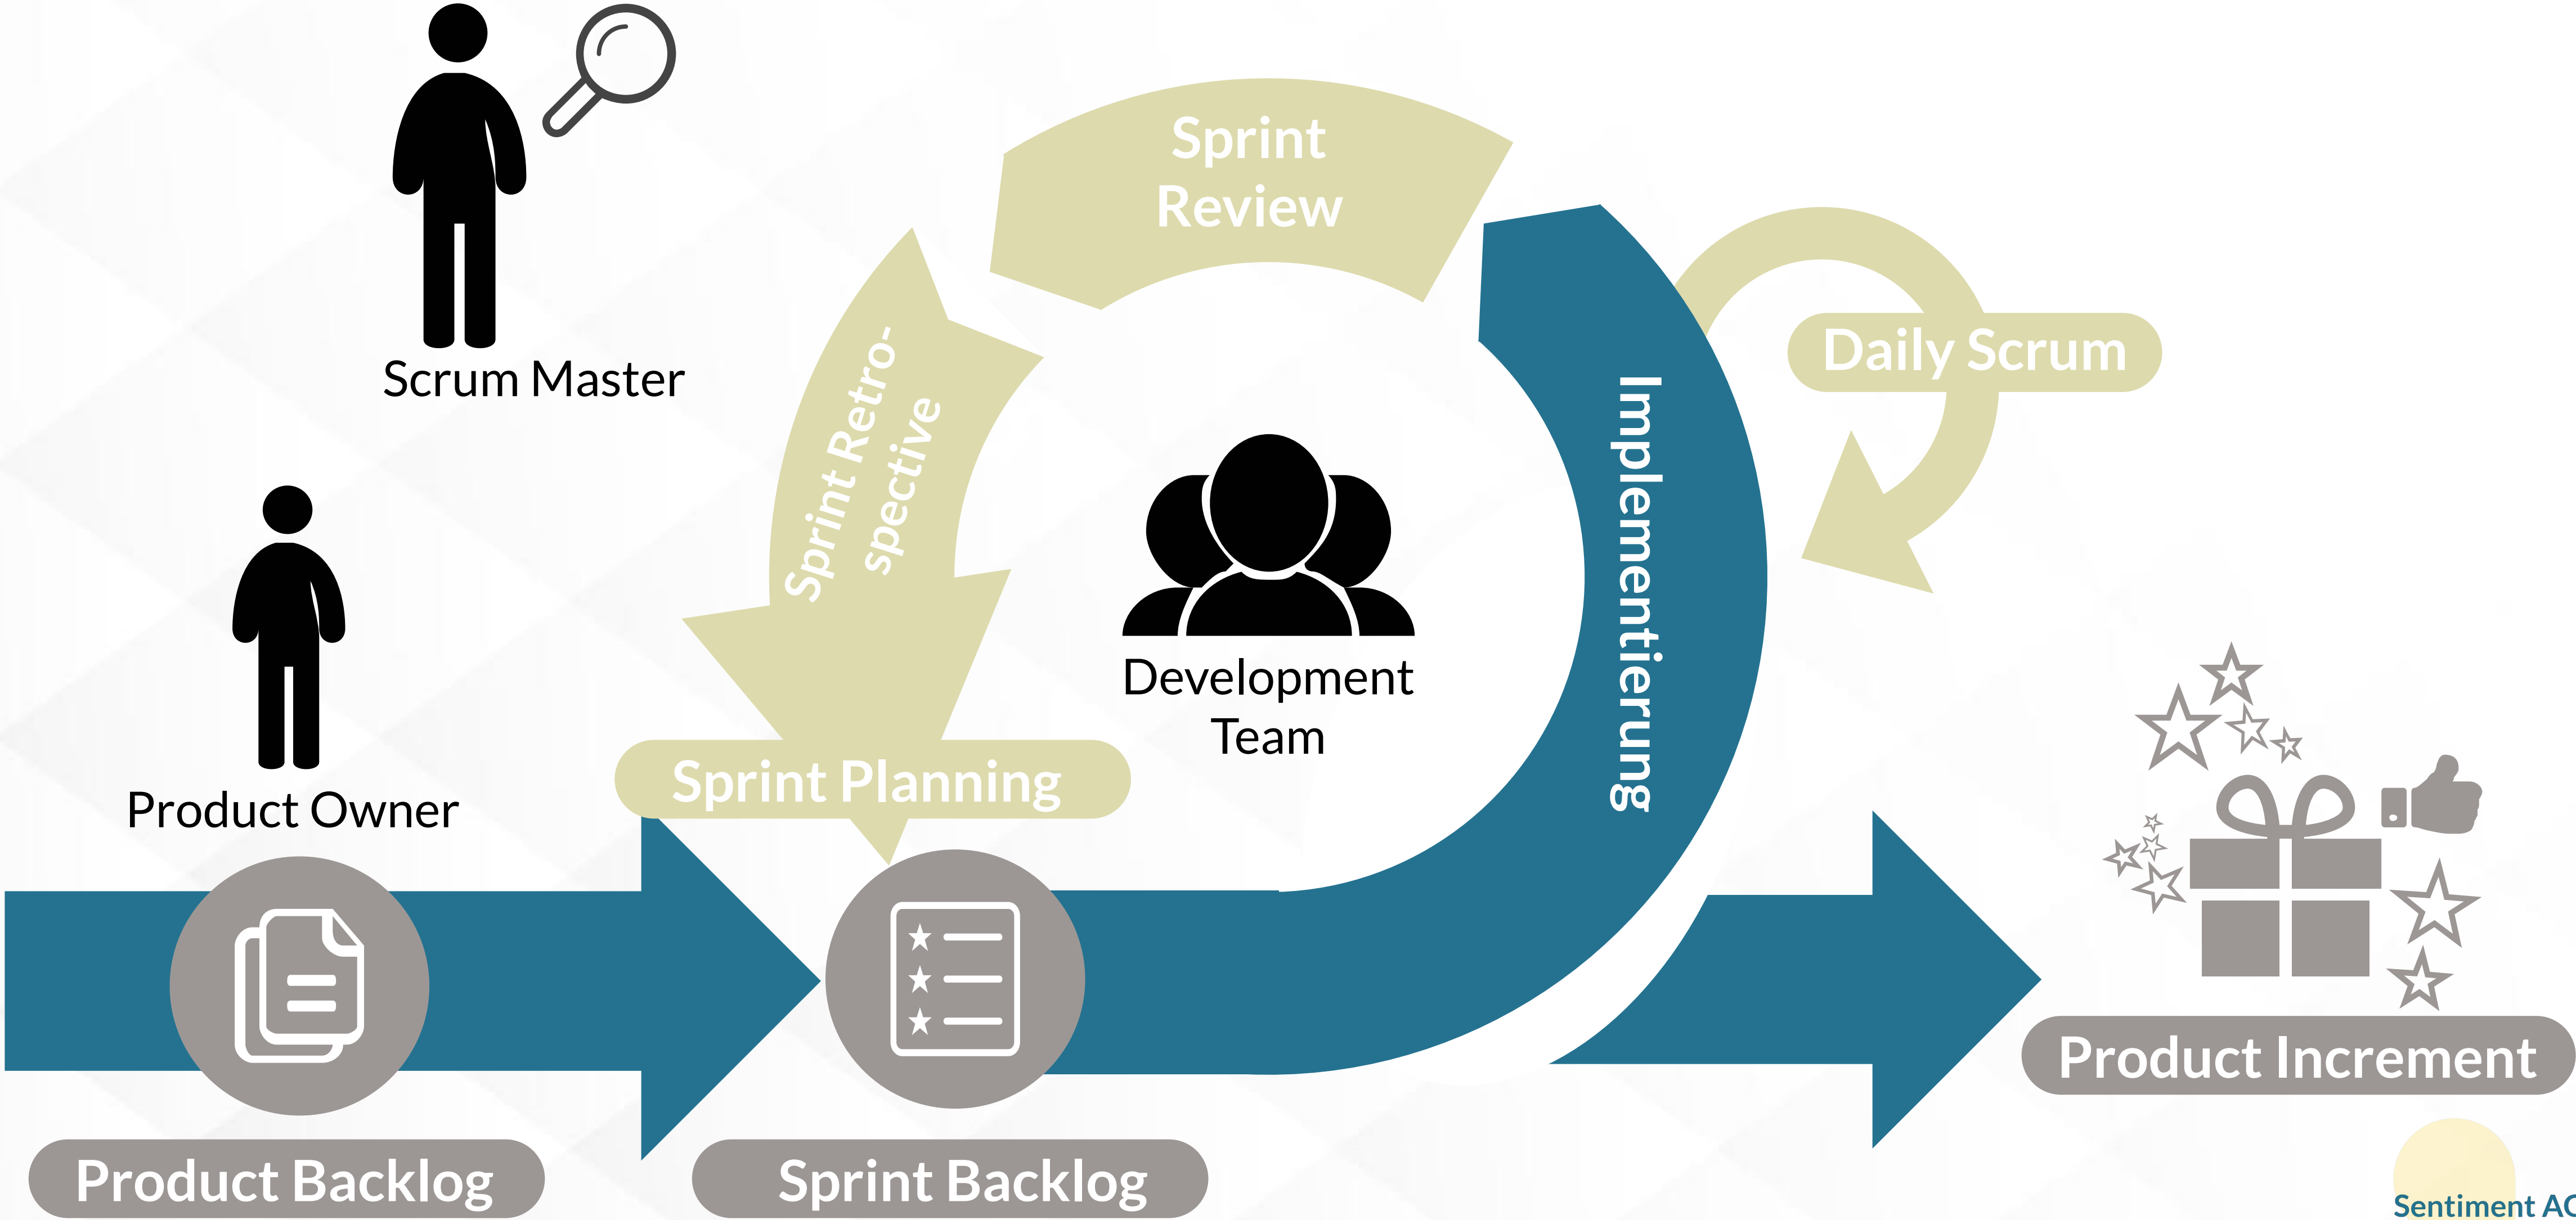 Scrum Master
Sprint
Review
Daily Scrum
Sprint Retro-
spective
Implementierung
Development
Team
Product Owner
Sprint Planning
Product Increment
Product Backlog
Sprint Backlog
Sentiment